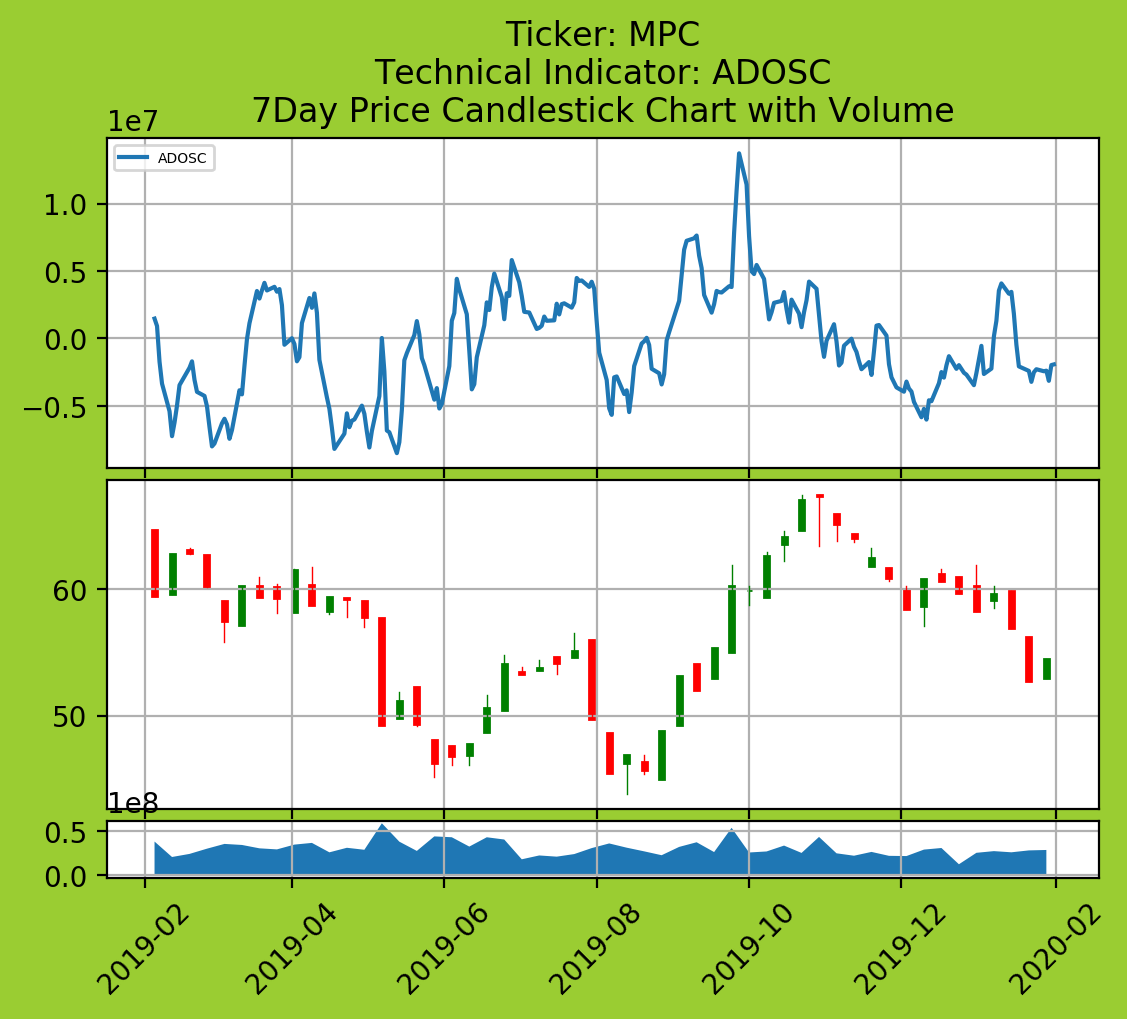 Ticker: MPC
Technical Indicator: ADOSC
7Day Price Candlestick Chart with Volume
1e7
ADOSC
1.0
0.5
0.0
−0.5
60
50
1e8
0.5
0.0
2019-02
2019-04
2019-06
2019-08
2019-10
2019-12
2020-02